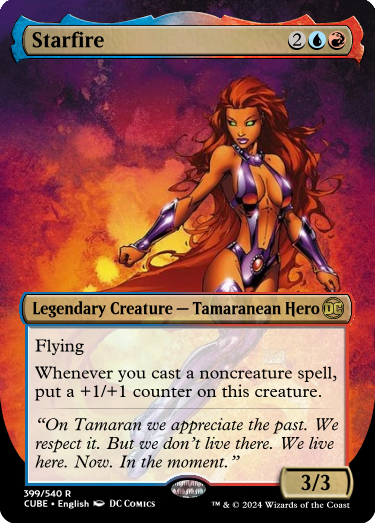 Starfire 2
Legendary Creature — Tamaranean Hero DC
Flying
Whenever you cast a noncreature spell,
put a +1/+1 counter on this creature.
“On Tamaran we appreciate the past. We
respect it. But we don’t live there. We live
here. Now. In the moment.”
3/3
399/540 R
CUBE • English DC COMICS
™ & © 2024 Wizards of the Coast